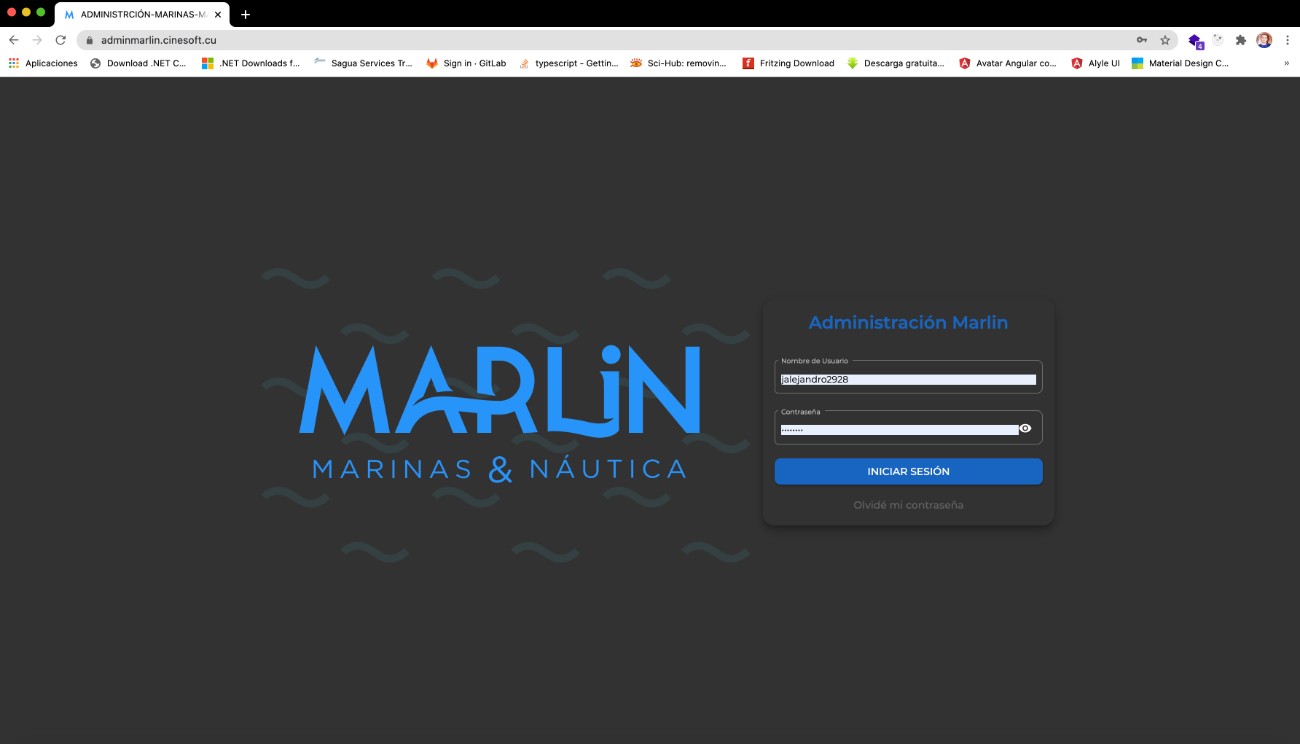 ADMINISTRCIÓN-MARINAS-M
adminmarlin.cinesoft.cu
4
Aplicaciones
Download .NET C...
.NET Downloads f...
Sagua Services Tr...
Sign in · GitLab
typescript - Gettin...
Sci-Hub: removin...
Fritzing Download
Descarga gratuita...
Avatar Angular co...
Alyle UI
Material Design C...
»
MARLiN
MARINAS & NÁUTICA
Administración Marlin
Nombre de Usuario
jalejandro2928
Contraseña
········
INICIAR SESIÓN
Olvidé mi contraseña